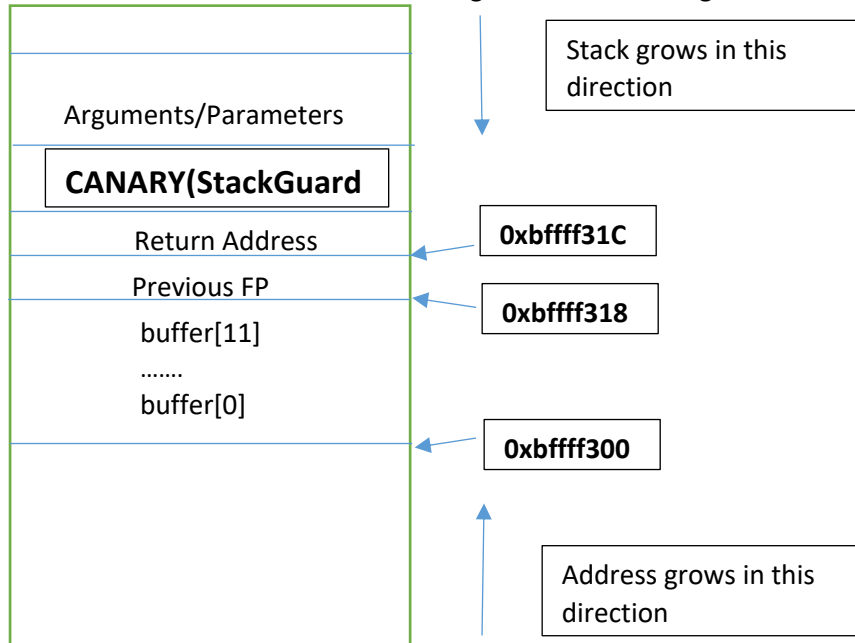 Stack grows in this
direction
Arguments/Parameters
CANARY(StackGuard
Return Address
0xbffff31C
Previous FP
0xbffff318
buffer[11]
…….
buffer[0]
0xbffff300
Address grows in this
direction